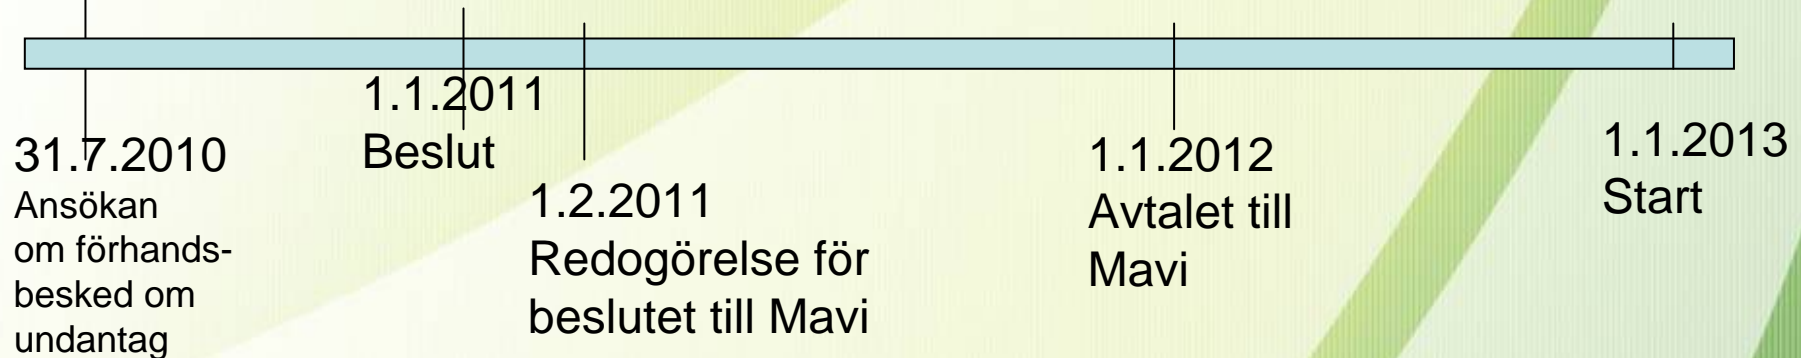 31.7.2010
Ansökan
om förhands-
besked om
undantag
1.1.2011
Beslut
1.2.2011
Redogörelse för
beslutet till Mavi
1.1.2012
Avtalet till
Mavi
1.1.2013
Start